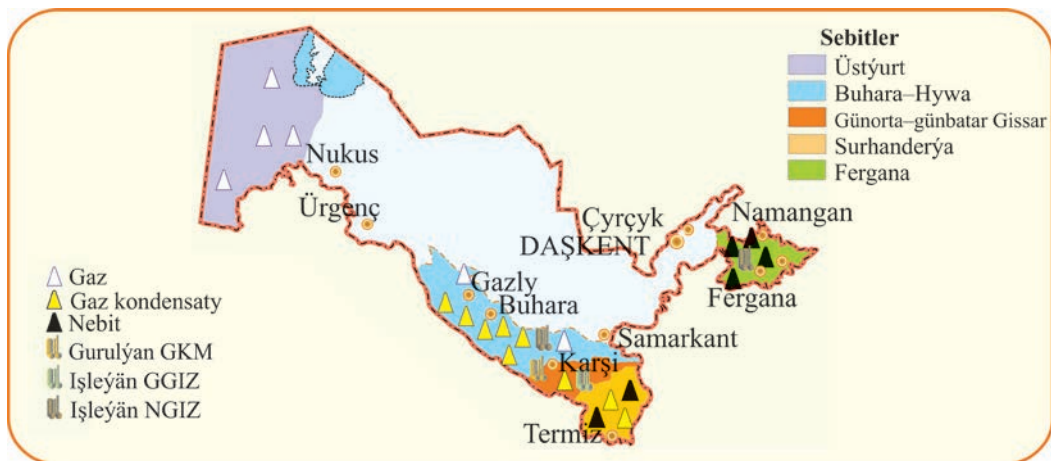 Sebitler
Üstýurt
Buhara–Hywa
Günorta–günbatar Gissar
Surhanderýa
Fergana
Nukus
Ürgenç
Çyrçyk
DAŞKENT
Namangan
Fergana
Gazly
Buhara
Samarkant
Karşi
Termiz
Gaz
Gaz kondensaty
Nebit
Gurulýan GKM
Işleýän GGIZ
Işleýän NGIZ